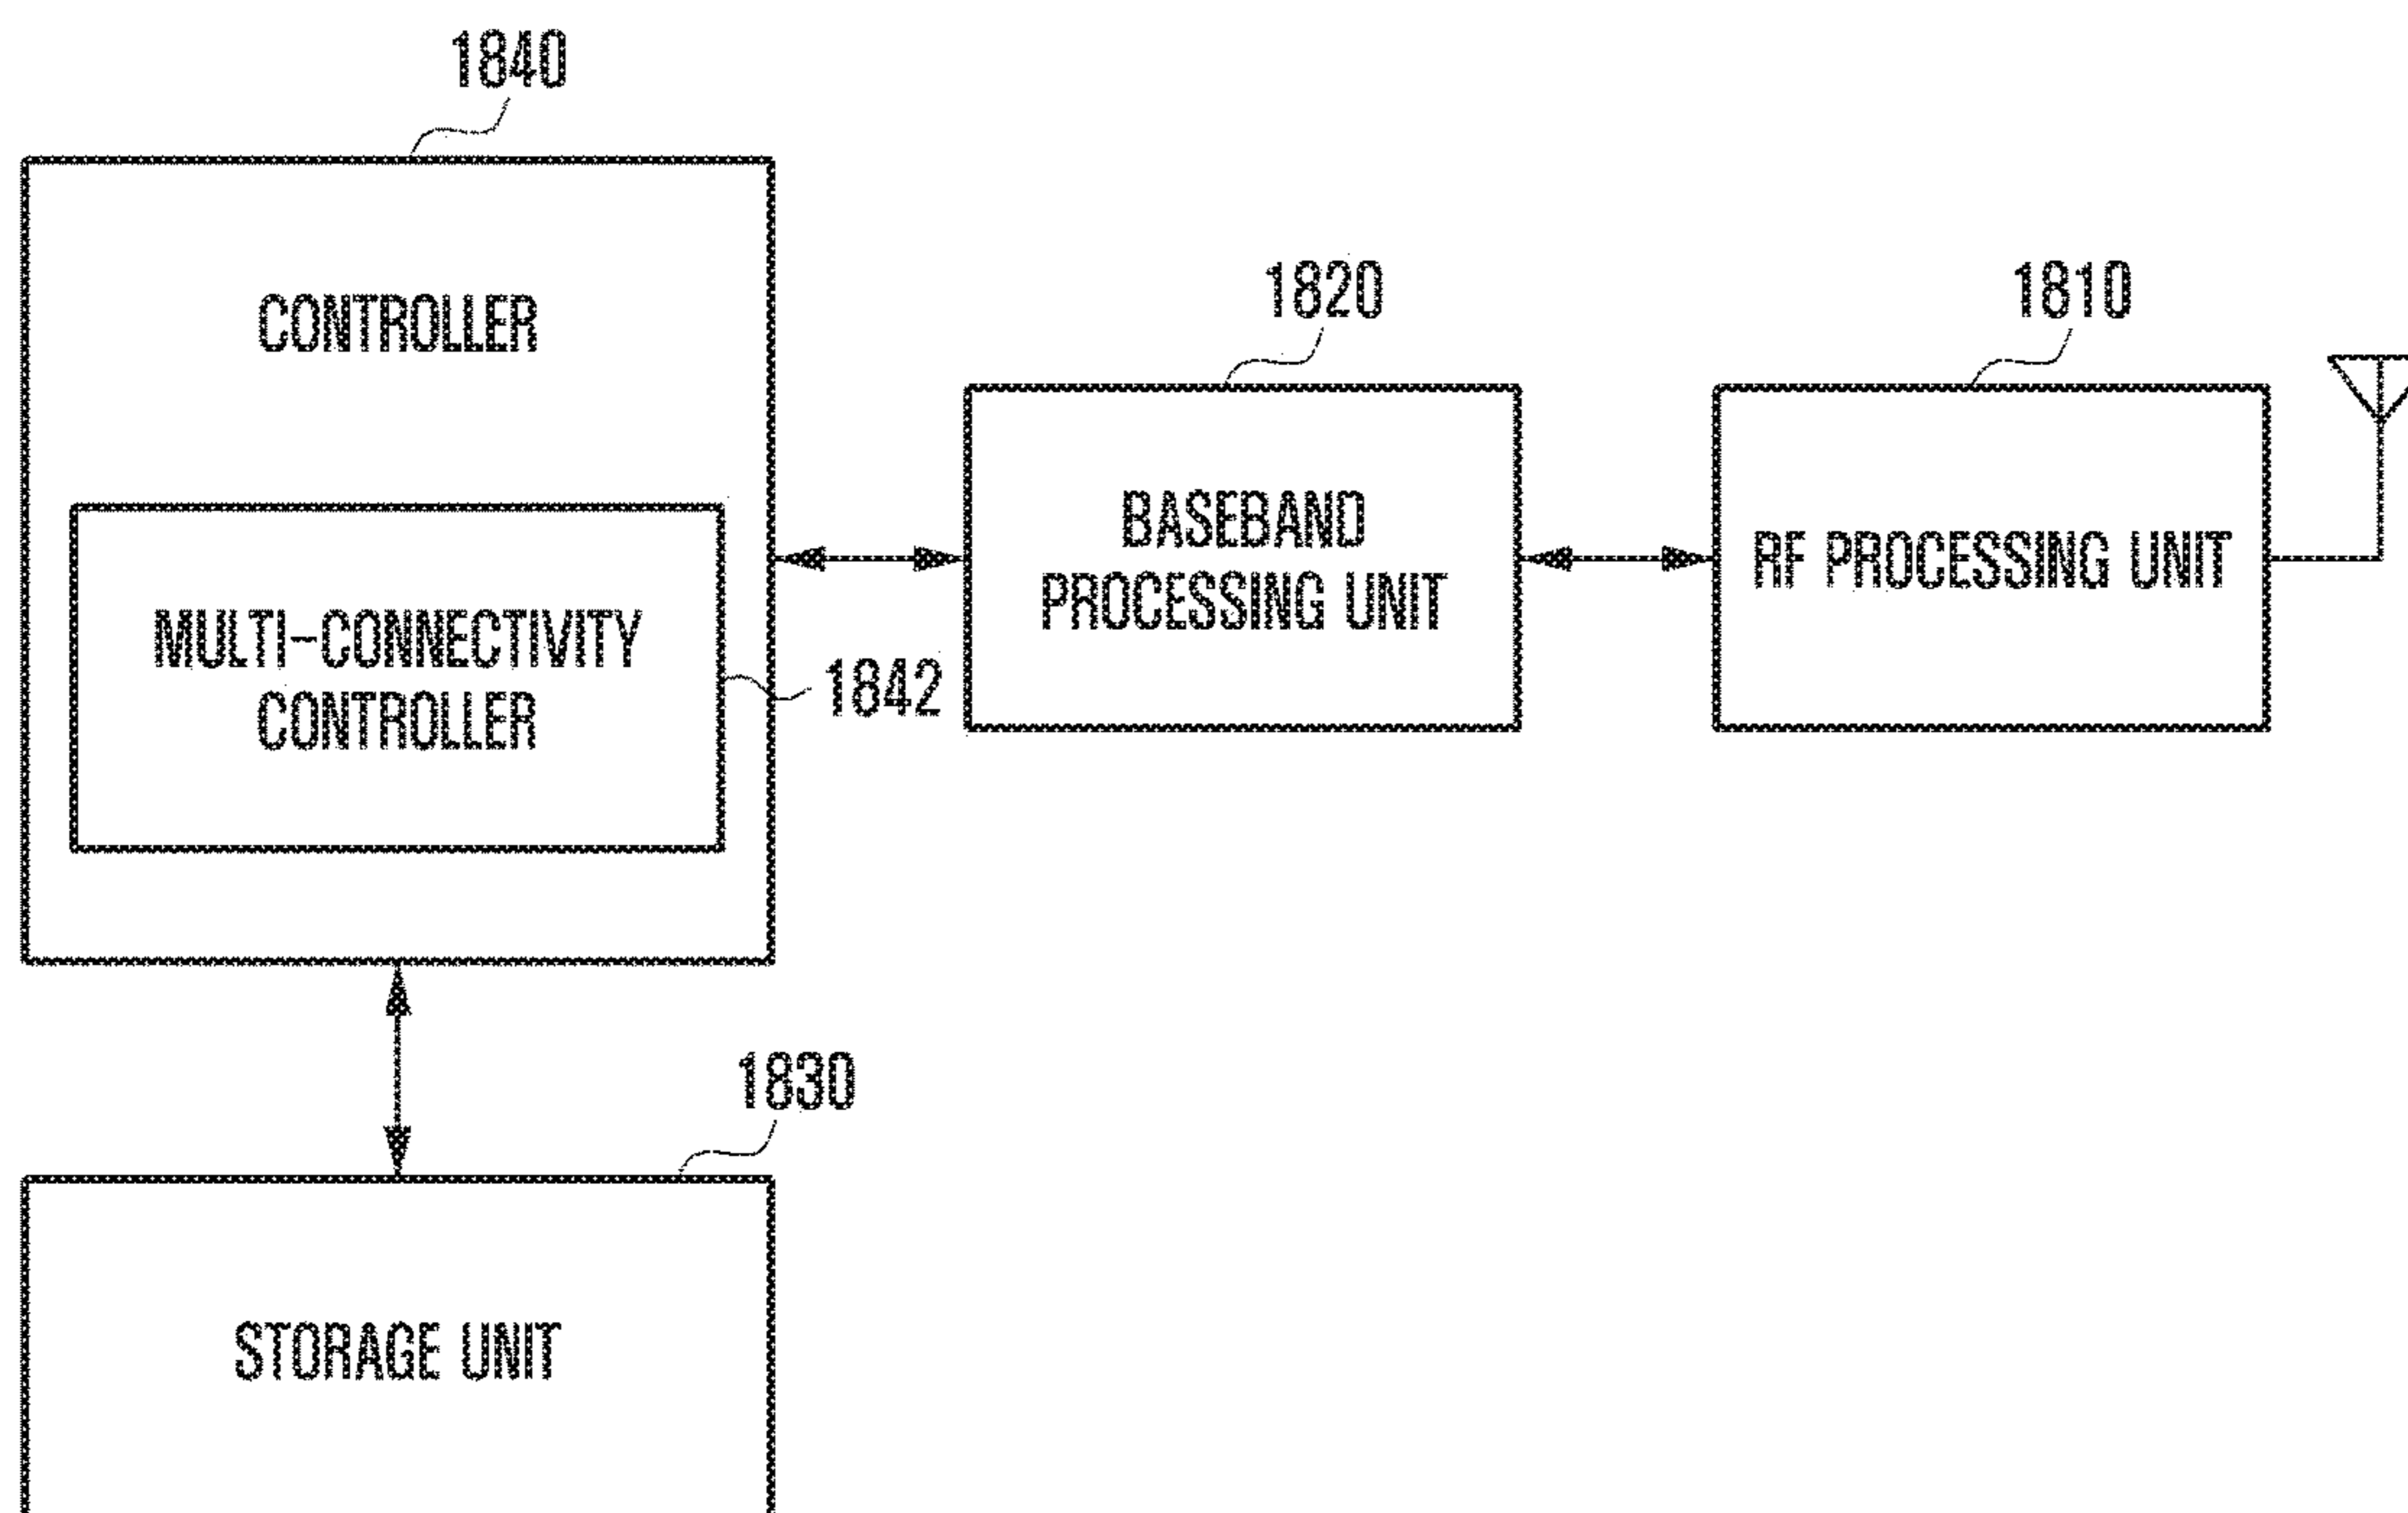 1840
CONTROLLER
1820
1810
BASEBAND
PROCESSING UNIT
RF PROCESSING UNIT
MULTI-CONNECTIVITY
CONTROLLER
1842
1830
STORAGE UNIT